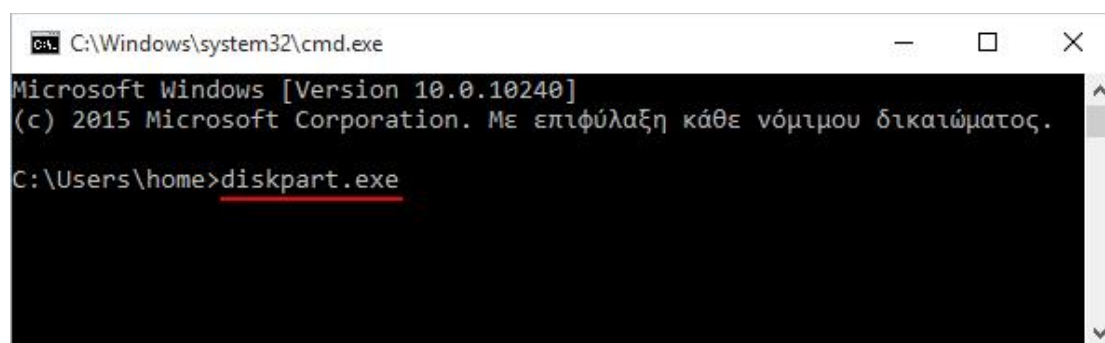 C:\Windows\system32\cmd.exe
Microsoft Windows [Version 10.0.10240]
(c) 2015 Microsoft Corporation. Με επιφύλαξη κάθε νόμιμου δικαιώματος.
C:\Users\home>diskpart.exe